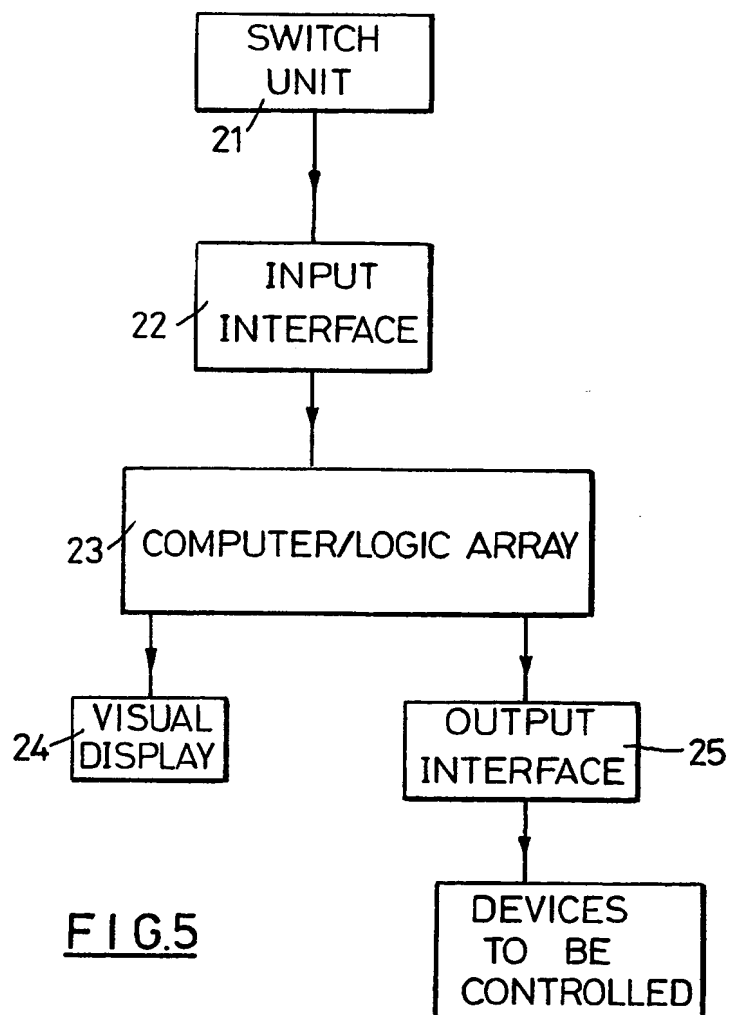 SWITCH
UNIT
21
INPUT
INTERFACE
22
COMPUTER/LOGIC ARRAY
23
VISUAL
DISPLAY
24
OUTPUT
INTERFACE
25
DEVICES
TO BE
CONTROLLED
FIG.5